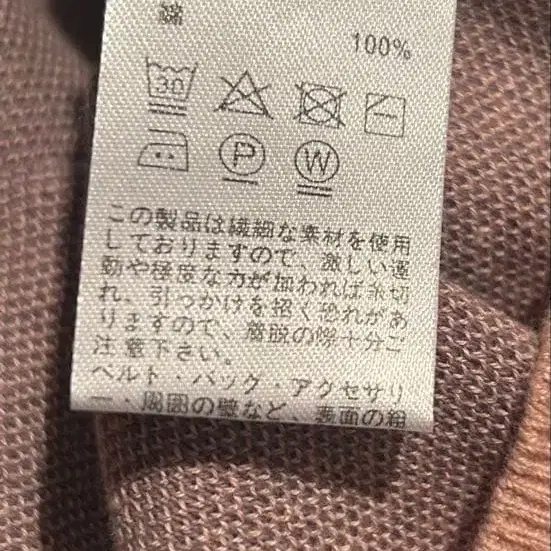 綿
100%
30
P W
この製品は繊細な素材を使用
しておりますので、激しい運
動や極度な力が加われば糸切
れ、引っかけを招く恐れがあ
りますので、着脱の際十分ご
注意下さい。
ベルト・バッグ・アクセサリ
ー・周囲の壁など、表面の粗